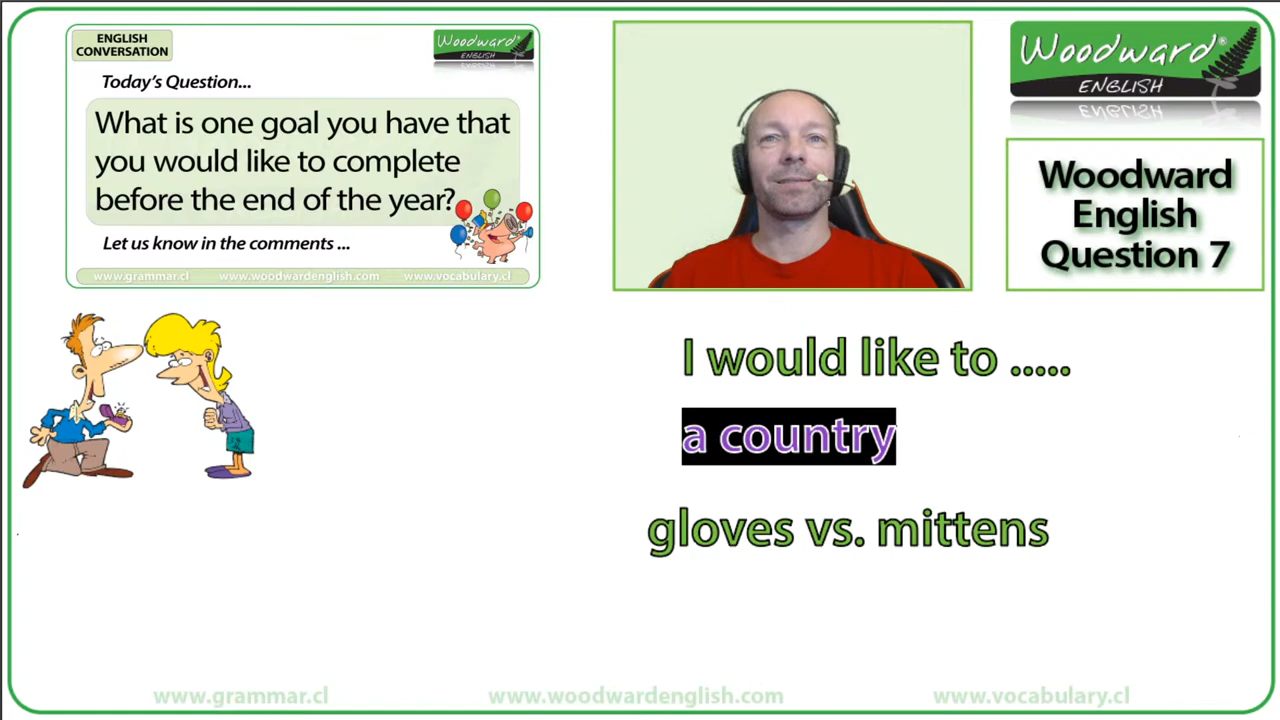 ENGLISH
CONVERSATION
Woodward
ENGLISH
Today's Question...
What is one goal you have that
you would like to complete
before the end of the year?
Let us know in the comments ...
www.grammar.cl www.woodwardenglish.com www.vocabulary.cl
Woodward®
ENGLISH
Woodward
English
Question 7
I would like to .....
a country
gloves vs. mittens
www.grammar.cl www.woodwardenglish.com www.vocabulary.cl